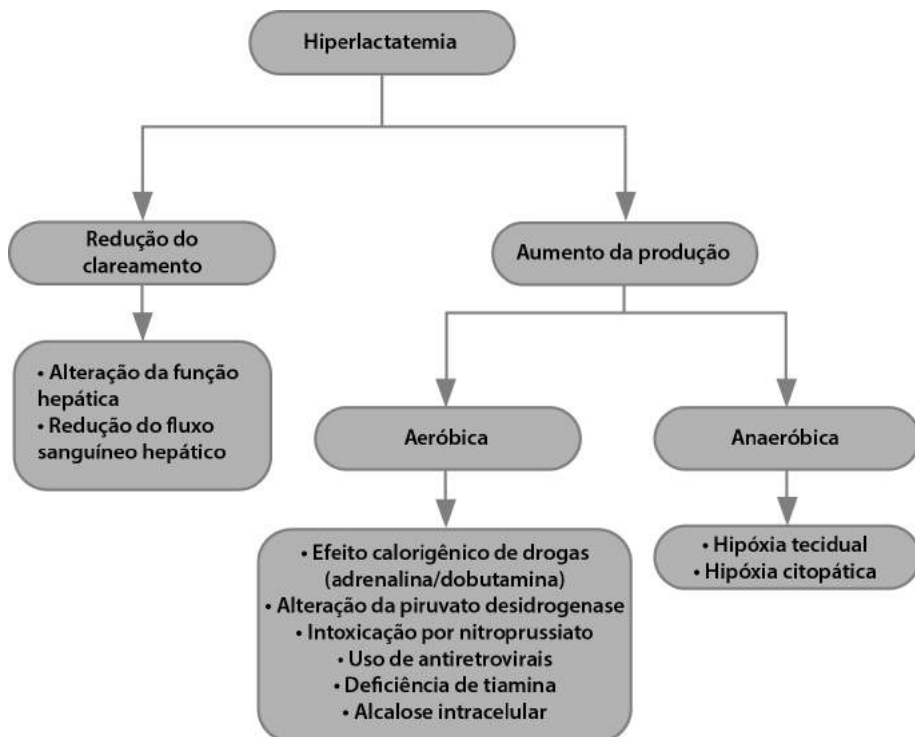 Hiperlactatemia
Redução do
clareamento
Aumento da produção
• Alteração da função
hepática
• Redução do fluxo
sanguíneo hepático
Aeróbica
Anaeróbica
• Efeito calorigênico de drogas
(adrenalina/dobutamina)
• Alteração da piruvato desidrogenase
• Intoxicação por nitroprussiato
• Uso de antiretrovirais
• Deficiência de tiamina
• Alcalose intracelular
• Hipóxia tecidual
• Hipóxia citopática